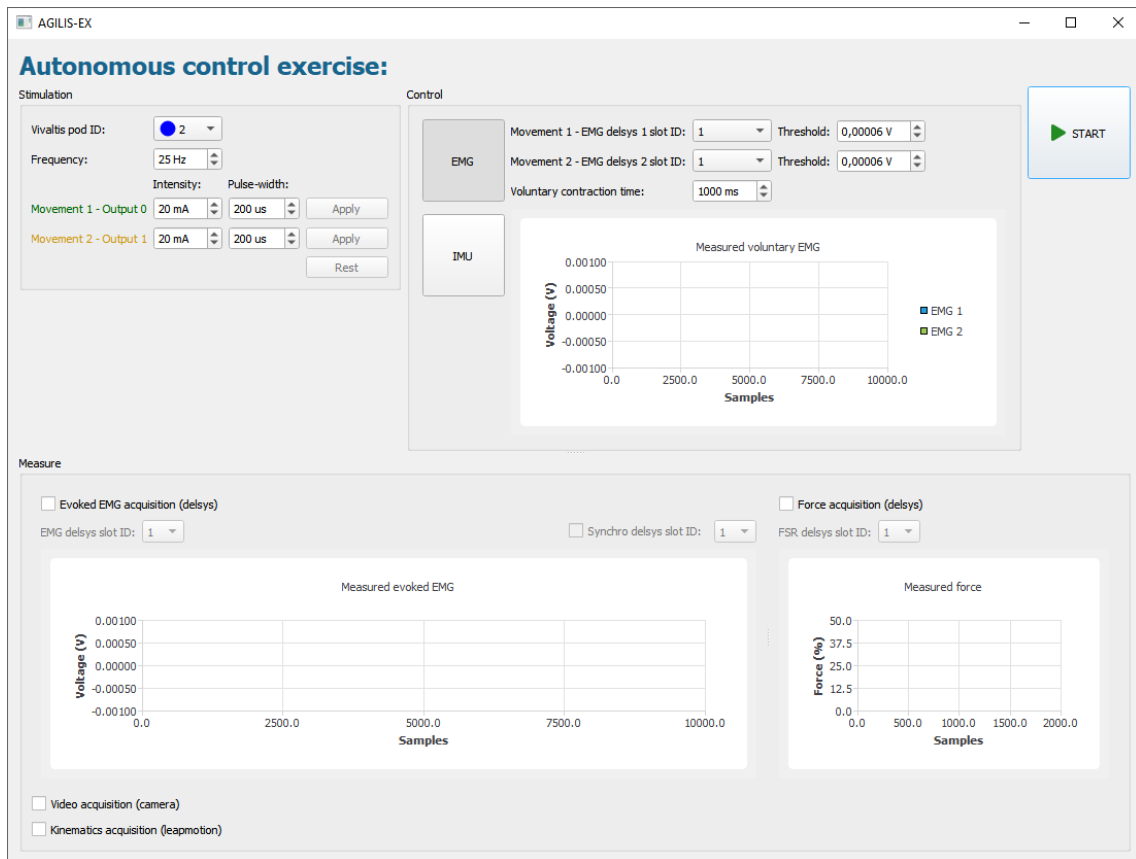 AGILIS-EX
Autonomous control exercise:
Stimulation
Vivaltis pod ID: 2
Frequency: 25 Hz
Intensity: Pulse-width:
Movement 1 - Output 0 20 mA 200 us Apply
Movement 2 - Output 1 20 mA 200 us Apply
Rest
Control
EMG
IMU
Movement 1 - EMG delsys 1 slot ID: 1 Threshold: 0,00006 V
Movement 2 - EMG delsys 2 slot ID: 1 Threshold: 0,00006 V
Voluntary contraction time: 1000 ms
Measured voluntary EMG
Voltage (V)
0.00100
0.00050
0.00000
-0.00050
-0.00100
0.0 2500.0 5000.0 7500.0 10000.0
Samples
EMG 1
EMG 2
START
Measure
Evoked EMG acquisition (delsys)
EMG delsys slot ID: 1 Synchro delsys slot ID: 1
Measured evoked EMG
Voltage (V)
0.00100
0.00050
0.00000
-0.00050
-0.00100
0.0 2500.0 5000.0 7500.0 10000.0
Samples
Force acquisition (delsys)
FSR delsys slot ID: 1
Measured force
Force (%)
50.0
37.5
25.0
12.5
0.0
0.0 500.0 1000.0 1500.0 2000.0
Samples
Video acquisition (camera)
Kinematics acquisition (leapmotion)